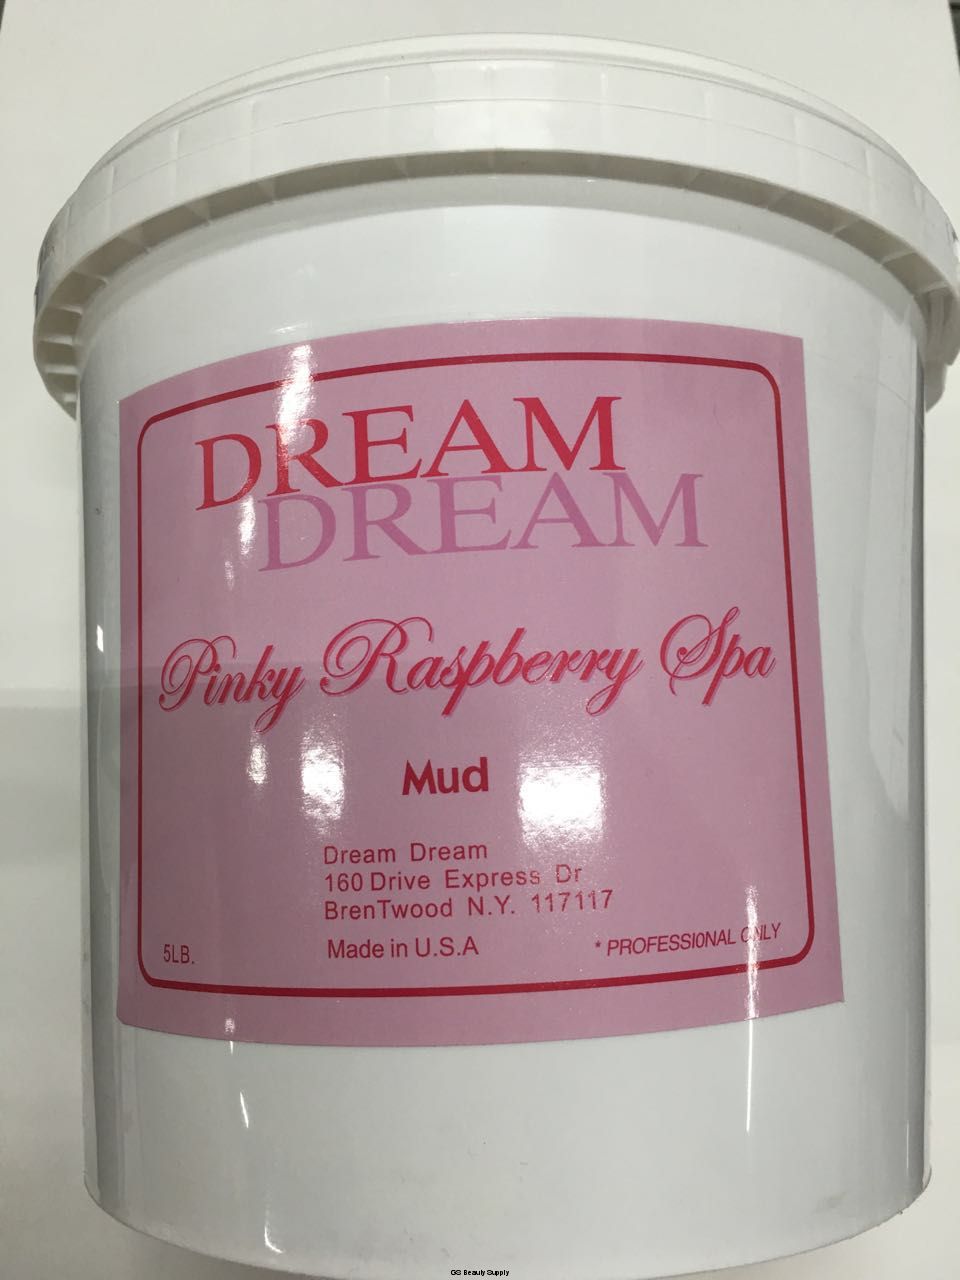 DREAM
DREAM
Pinky Raspberry Spa
Mud
Dream Dream
160 Drive Express Dr
BrenTwood N.Y. 117117
Made in U.S.A
5LB.
* PROFESSIONAL ONLY
GS Beauty Supply